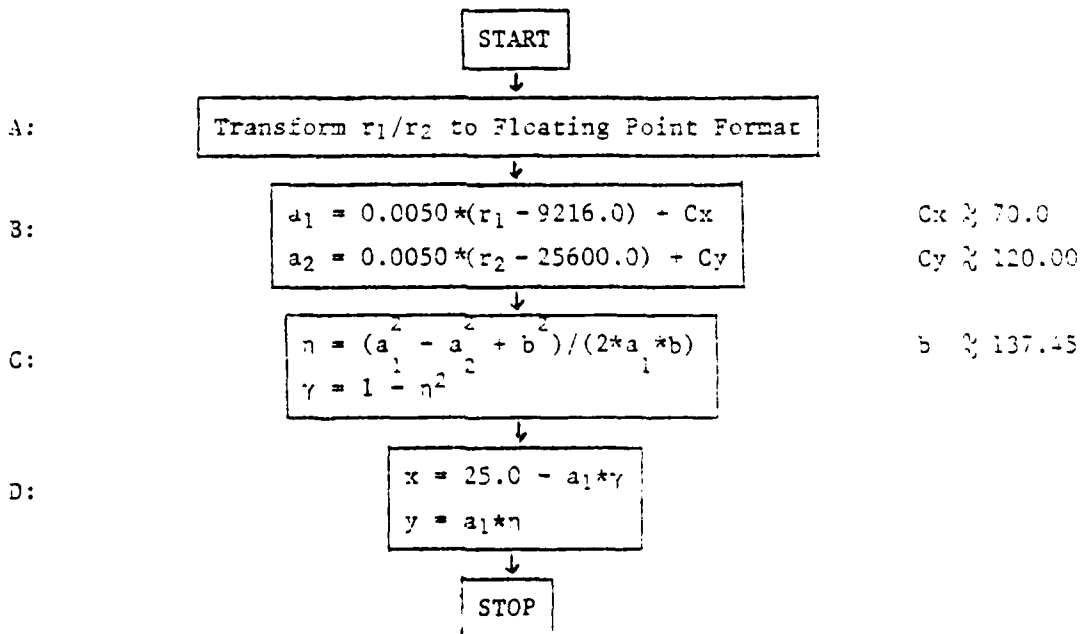 START
A: Transform r₁/r₂ to Floating Point Format
B: a₁ = 0.0050*(r₁ - 9216.0) + Cx Cx ≈ 70.0
a₂ = 0.0050*(r₂ - 25600.0) + Cy Cy ≈ 120.00
C: η = (a₁² - a₂² + b²)/(2*a₁*b) b ≈ 137.45
γ = 1 - η²
D: x = 25.0 - a₁*γ
y = a₁*η
STOP